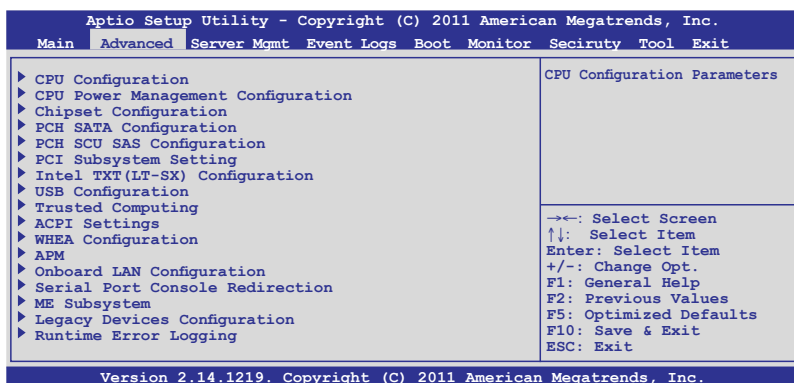 Aptio Setup Utility - Copyright (C) 2011 American Megatrends, Inc.
Main Advanced Server Mgmt Event Logs Boot Monitor Seciruty Tool Exit
CPU Configuration
CPU Power Management Configuration
Chipset Configuration
PCH SATA Configuration
PCH SCU SAS Configuration
PCI Subsystem Setting
Intel TXT(LT-SX) Configuration
USB Configuration
Trusted Computing
ACPI Settings
WHEA Configuration
APM
Onboard LAN Configuration
Serial Port Console Redirection
ME Subsystem
Legacy Devices Configuration
Runtime Error Logging
CPU Configuration Parameters
→←: Select Screen
↑↓: Select Item
Enter: Select Item
+/-: Change Opt.
F1: General Help
F2: Previous Values
F5: Optimized Defaults
F10: Save & Exit
ESC: Exit
Version 2.14.1219. Copyright (C) 2011 American Megatrends, Inc.